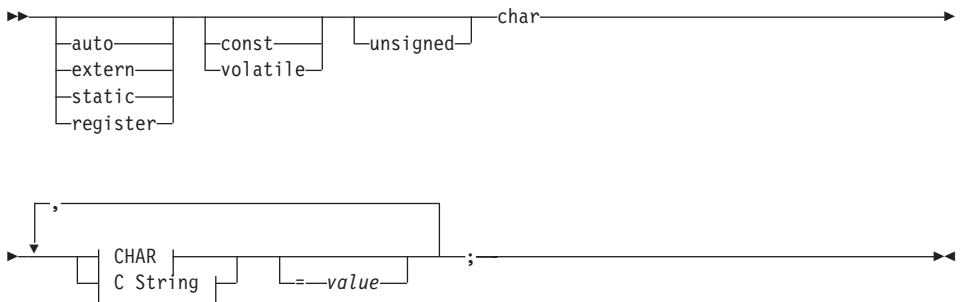 char
auto const unsigned
extern volatile
static
register
,
CHAR ;
C String =value